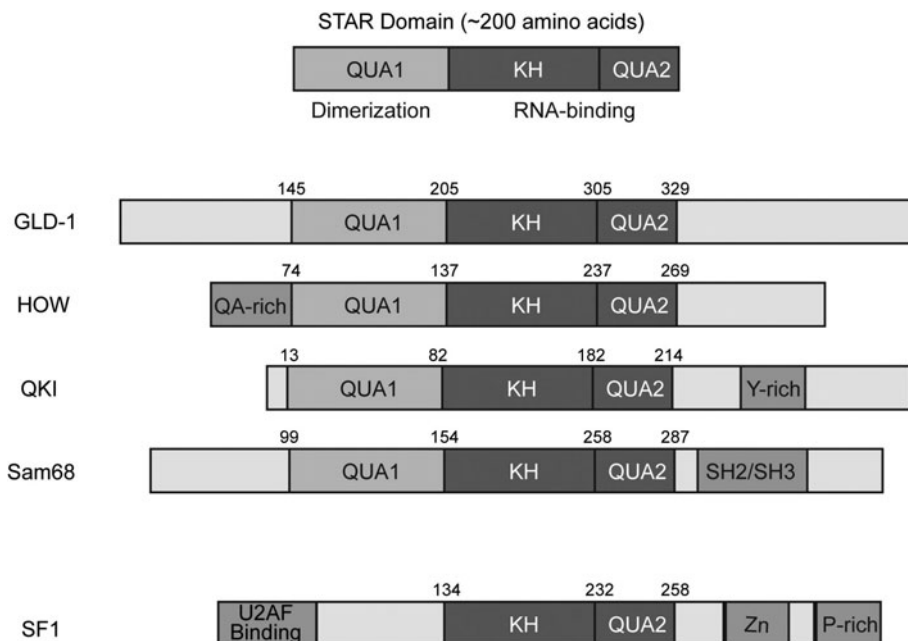 STAR Domain (~200 amino acids)
QUA1 KH QUA2
Dimerization RNA-binding
145 205 305 329
GLD-1 QUA1 KH QUA2
74 137 237 269
HOW QA-rich QUA1 KH QUA2
13 82 182 214
QKI QUA1 KH QUA2 Y-rich
99 154 258 287
Sam68 QUA1 KH QUA2 SH2/SH3
134 232 258
SF1 U2AF Binding KH QUA2 Zn P-rich